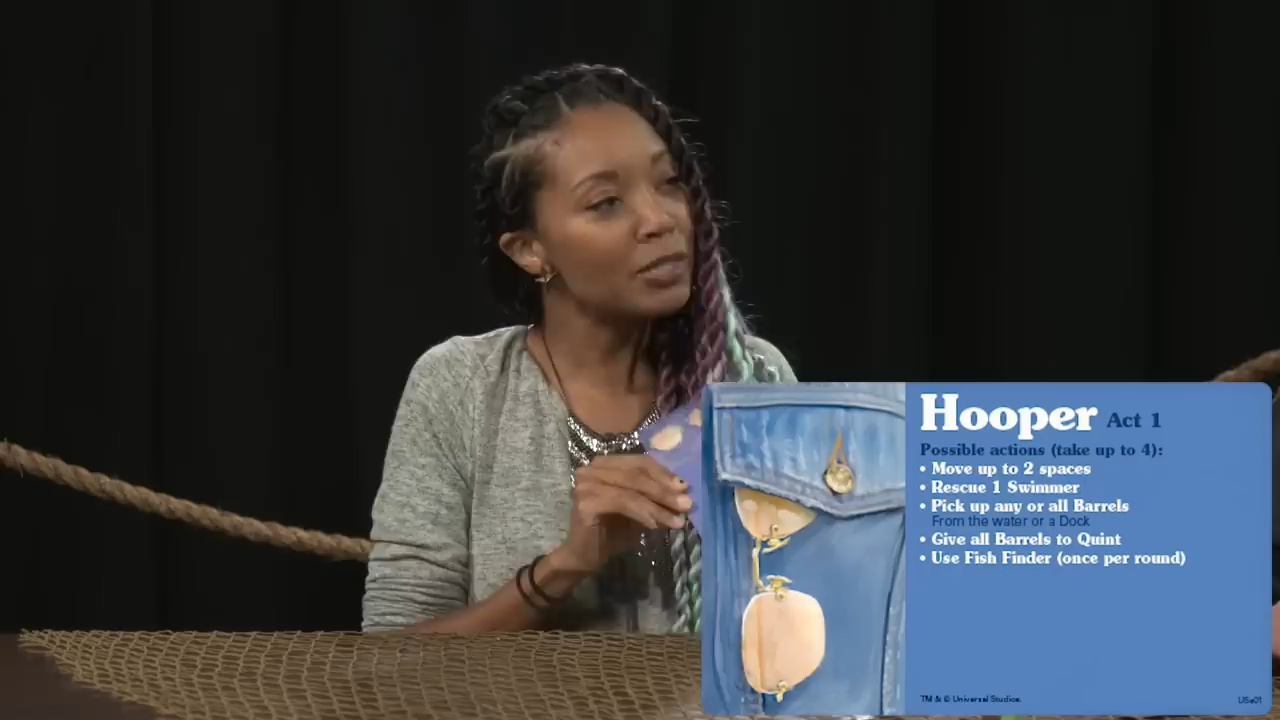 Hooper Act 1
Possible actions (take up to 4):
• Move up to 2 spaces
• Rescue 1 Swimmer
• Pick up any or all Barrels
From the water or a Dock
• Give all Barrels to Quint
• Use Fish Finder (once per round)
TM & © Universal Studios. USe01